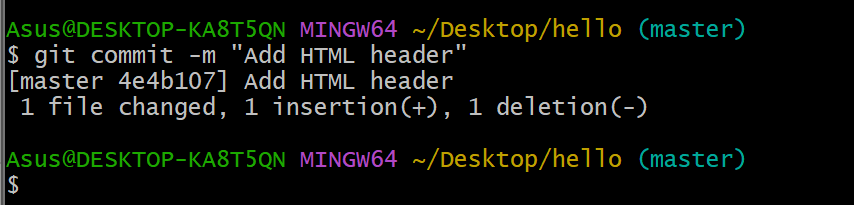 Asus@DESKTOP-KA8T5QN MINGW64 ~/Desktop/hello (master)
$ git commit -m "Add HTML header"
[master 4e4b107] Add HTML header
 1 file changed, 1 insertion(+), 1 deletion(-)

Asus@DESKTOP-KA8T5QN MINGW64 ~/Desktop/hello (master)
$